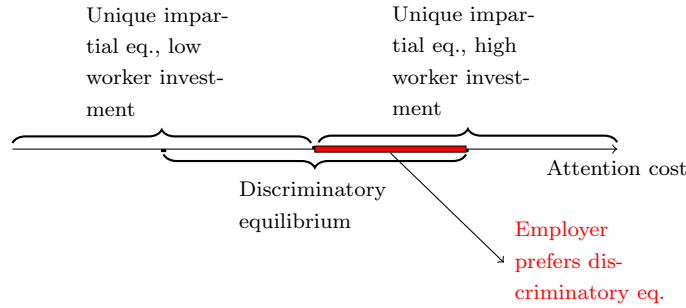 Unique impar-
tial eq., low
worker invest-
ment
Unique impar-
tial eq., high
worker invest-
ment
Attention cost
Discriminatory
equilibrium
Employer
prefers dis-
criminatory eq.